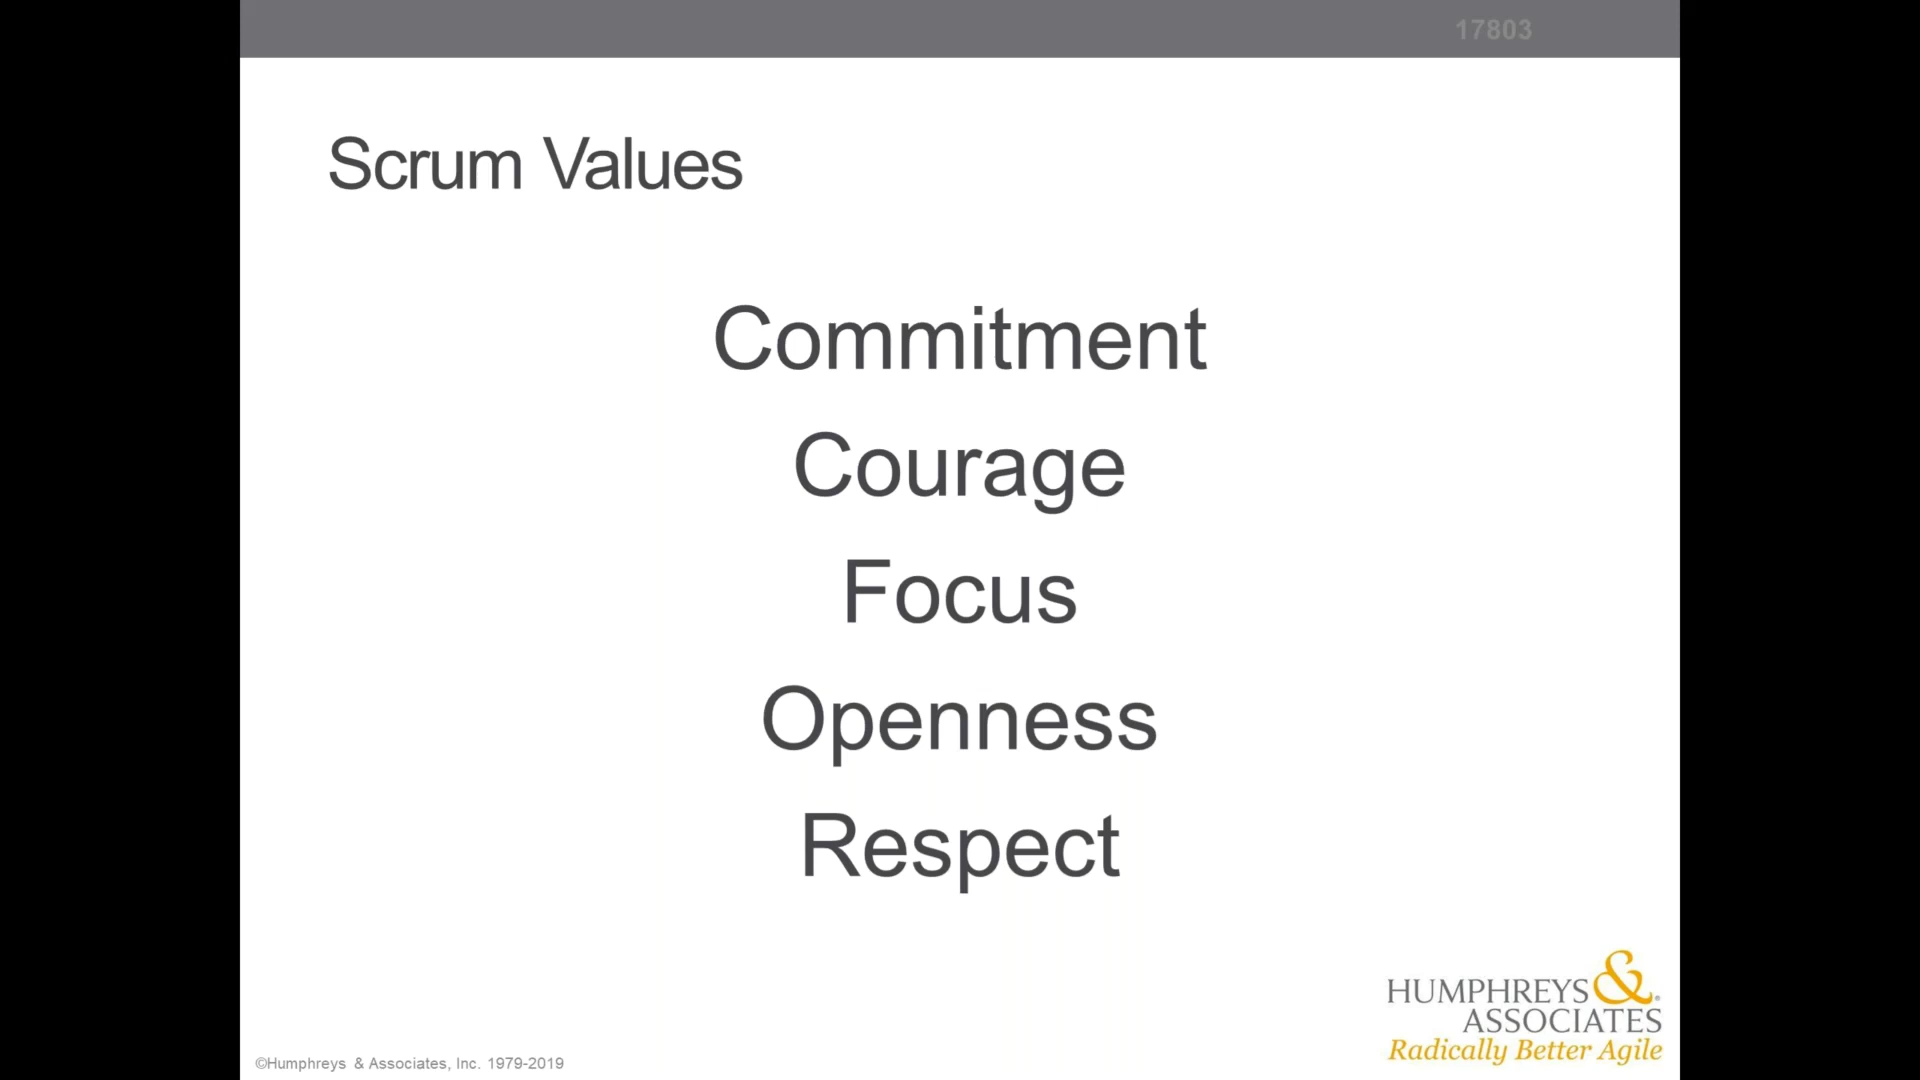 17803
Scrum Values
Commitment
Courage
Focus
Openness
Respect
HUMPHREYS &®
ASSOCIATES
Radically Better Agile
©Humphreys & Associates, Inc. 1979-2019